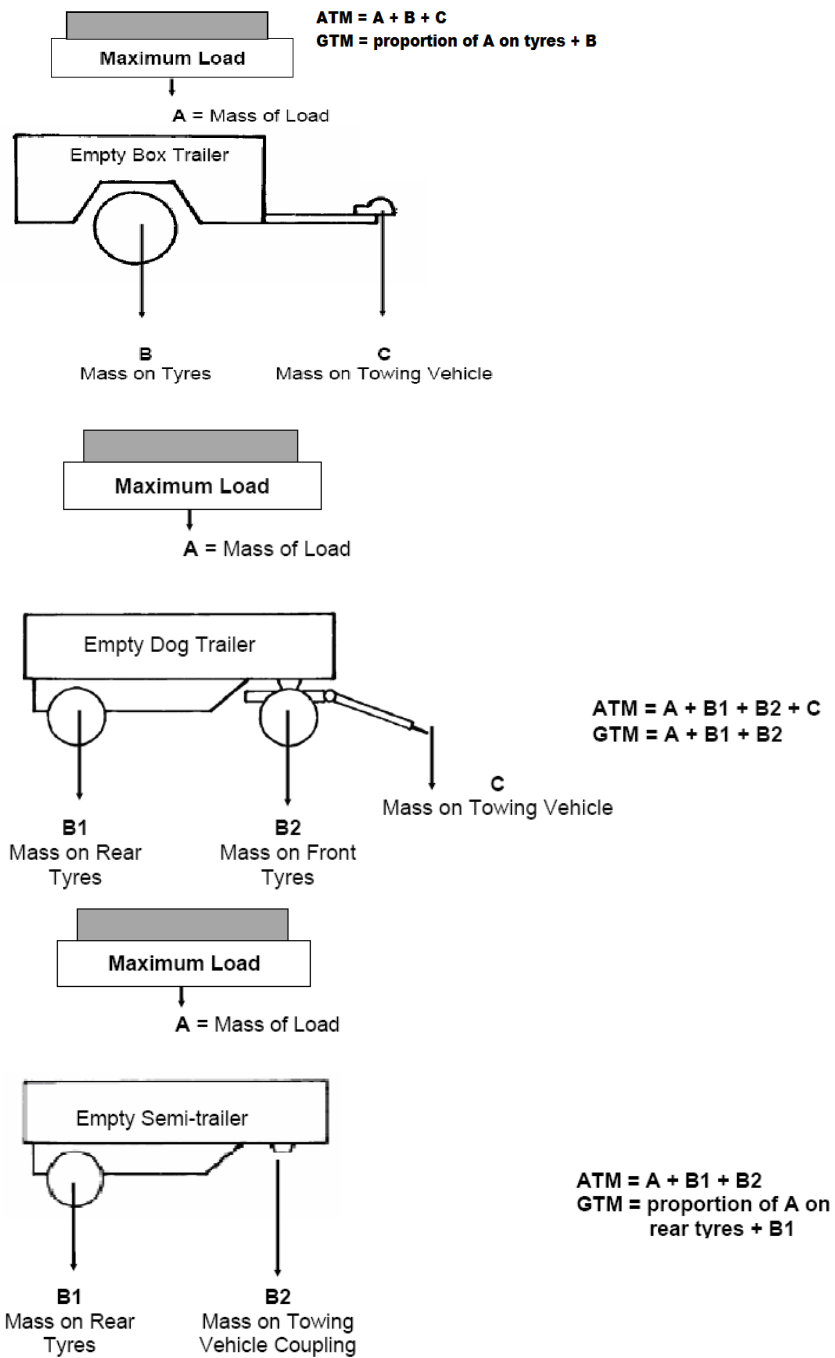 ATM = A + B + C
GTM = proportion of A on tyres + B
Maximum Load
A = Mass of Load
Empty Box Trailer
B
Mass on Tyres
C
Mass on Towing Vehicle
Maximum Load
A = Mass of Load
Empty Dog Trailer
ATM = A + B1 + B2 + C
GTM = A + B1 + B2
C
Mass on Towing Vehicle
B1
Mass on Rear
Tyres
B2
Mass on Front
Tyres
Maximum Load
A = Mass of Load
Empty Semi-trailer
ATM = A + B1 + B2
GTM = proportion of A on
rear tyres + B1
B1
Mass on Rear
Tyres
B2
Mass on Towing
Vehicle Coupling